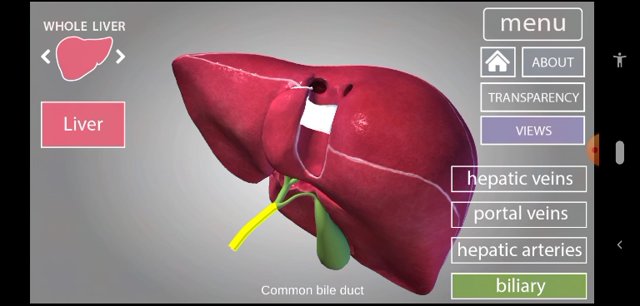 WHOLE LIVER
Liver
menu
ABOUT
TRANSPARENCY
VIEWS
hepatic veins
portal veins
hepatic arteries
biliary
Common bile duct